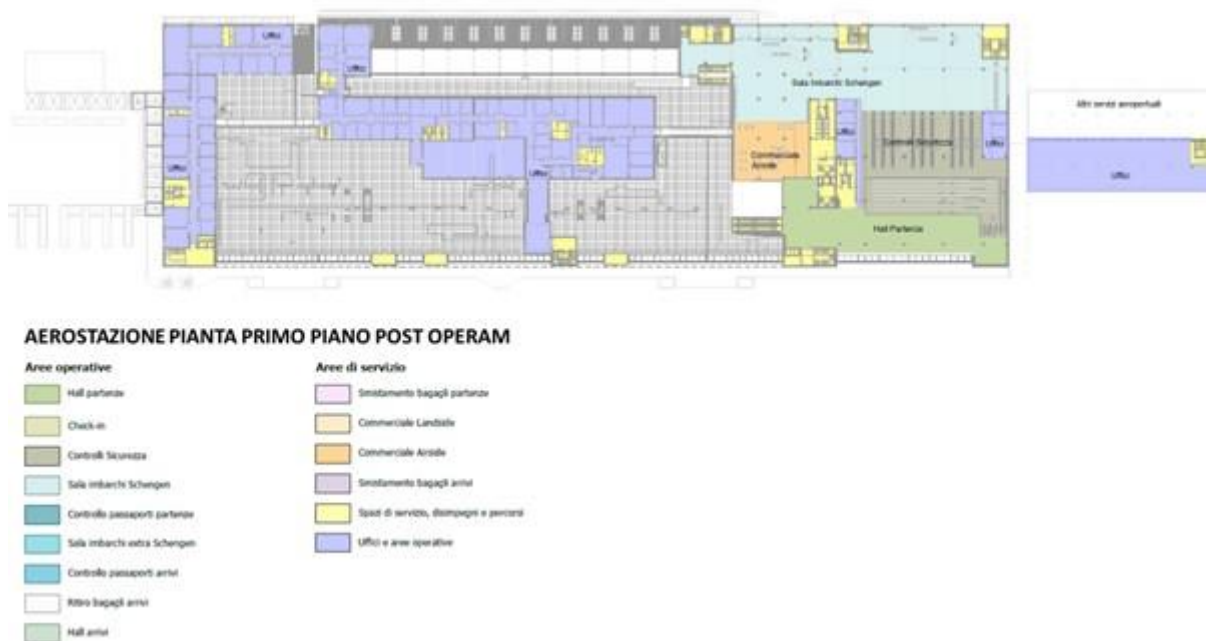 Uffici
Uffici
Sala Imbarchi Schengen
Altri servizi aeroportuali
Uffici
Controlli Sicurezza
Uffici
Commerciale
Airside
Uffici
Uffici
Uffici
Uffici
Hall Partenze
AEROSTAZIONE PIANTA PRIMO PIANO POST OPERAM
Aree operative
Hall partenze
Check-in
Controlli Sicurezza
Sala imbarchi Schengen
Controllo passaporti partenze
Sala imbarchi extra Schengen
Controllo passaporti arrivi
Ritiro bagagli arrivi
Hall arrivi
Aree di servizio
Smistamento bagagli partenze
Commerciale Landside
Commerciale Airside
Smistamento bagagli arrivi
Spazi di servizio, disimpegni e percorsi
Uffici e aree operative